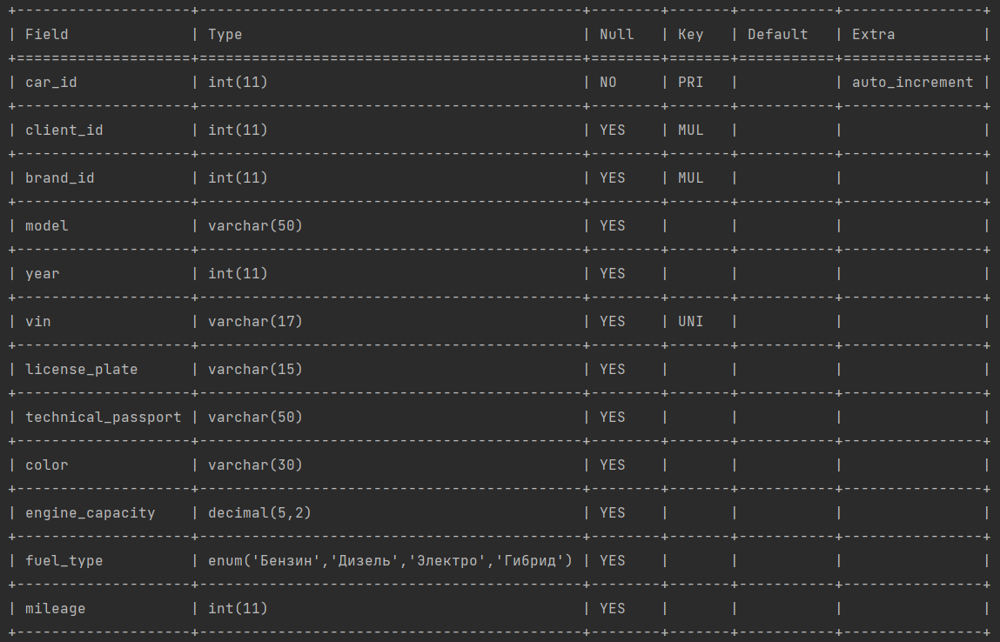 +--------------------+--------------------------------------------+--------+-------+-----------+----------------+
| Field              | Type                                       | Null   | Key   | Default   | Extra          |
+====================+============================================+========+=======+===========+================+
| car_id             | int(11)                                    | NO     | PRI   |           | auto_increment |
+--------------------+--------------------------------------------+--------+-------+-----------+----------------+
| client_id          | int(11)                                    | YES    | MUL   |           |                |
+--------------------+--------------------------------------------+--------+-------+-----------+----------------+
| brand_id           | int(11)                                    | YES    | MUL   |           |                |
+--------------------+--------------------------------------------+--------+-------+-----------+----------------+
| model              | varchar(50)                                | YES    |       |           |                |
+--------------------+--------------------------------------------+--------+-------+-----------+----------------+
| year               | int(11)                                    | YES    |       |           |                |
+--------------------+--------------------------------------------+--------+-------+-----------+----------------+
| vin                | varchar(17)                                | YES    | UNI   |           |                |
+--------------------+--------------------------------------------+--------+-------+-----------+----------------+
| license_plate      | varchar(15)                                | YES    |       |           |                |
+--------------------+--------------------------------------------+--------+-------+-----------+----------------+
| technical_passport | varchar(50)                                | YES    |       |           |                |
+--------------------+--------------------------------------------+--------+-------+-----------+----------------+
| color              | varchar(30)                                | YES    |       |           |                |
+--------------------+--------------------------------------------+--------+-------+-----------+----------------+
| engine_capacity    | decimal(5,2)                               | YES    |       |           |                |
+--------------------+--------------------------------------------+--------+-------+-----------+----------------+
| fuel_type          | enum('Бензин','Дизель','Электро','Гибрид') | YES    |       |           |                |
+--------------------+--------------------------------------------+--------+-------+-----------+----------------+
| mileage            | int(11)                                    | YES    |       |           |                |
+--------------------+--------------------------------------------+--------+-------+-----------+----------------+